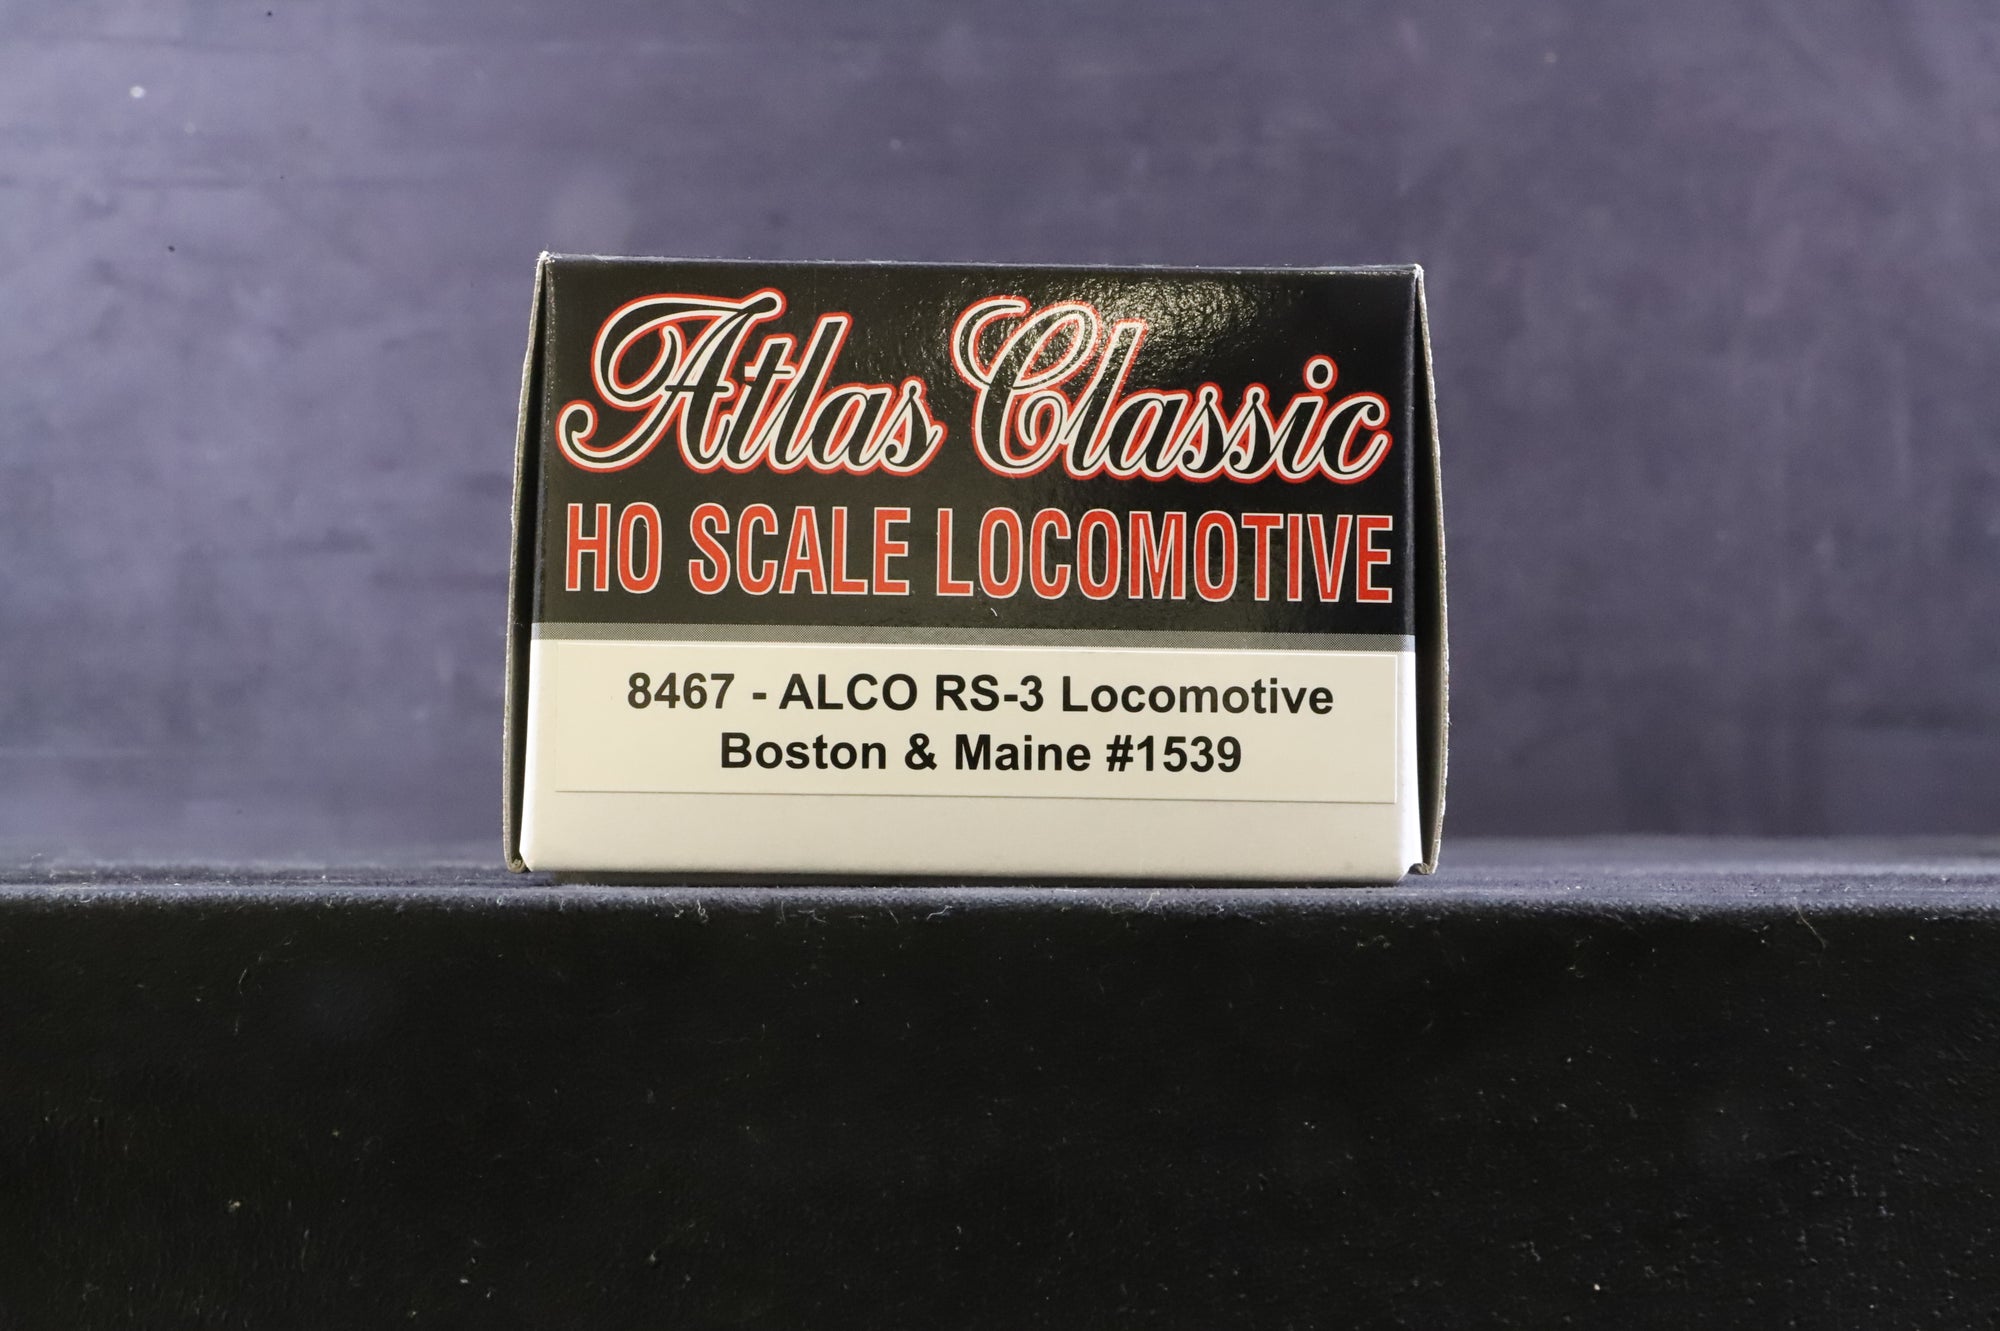 Atlas Classic
HO SCALE LOCOMOTIVE
8467 - ALCO RS-3 Locomotive
Boston & Maine #1539